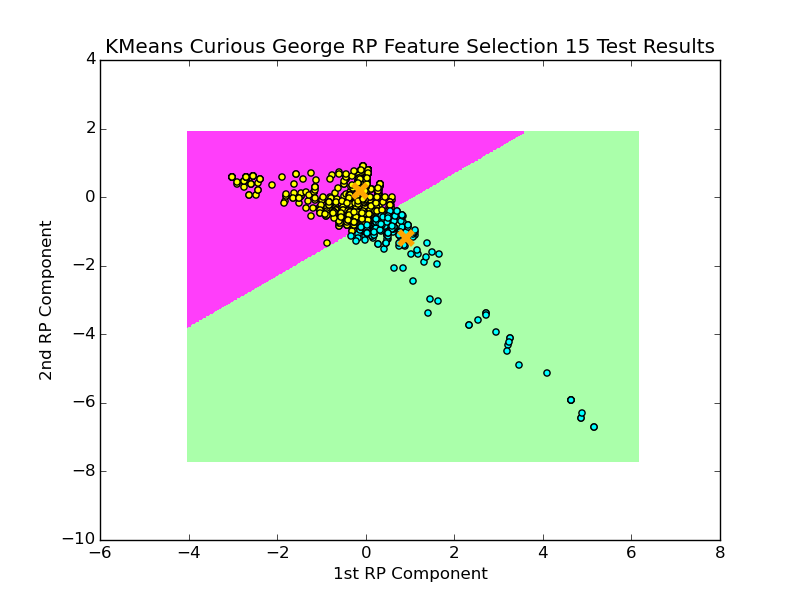 KMeans Curious George RP Feature Selection 15 Test Results
4
2
0
−2
−4
−6
−8
−10
2nd RP Component
−6 −4 −2 0 2 4 6 8
1st RP Component